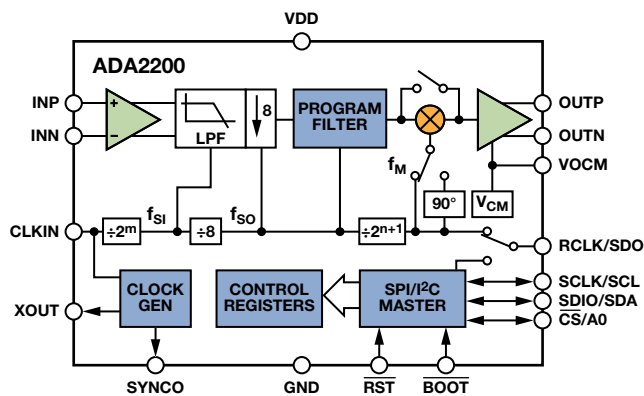 VDD
ADA2200
INP
INN
+
−
LPF
8
PROGRAM
FILTER
OUTP
OUTN
VOCM
fM
90°
VCM
CLKIN
÷2m
fSI
÷8
fSO
÷2n+1
RCLK/SDO
XOUT
CLOCK
GEN
CONTROL
REGISTERS
SPI/I2C
MASTER
SCLK/SCL
SDIO/SDA
CS/A0
SYNCO
GND
RST
BOOT